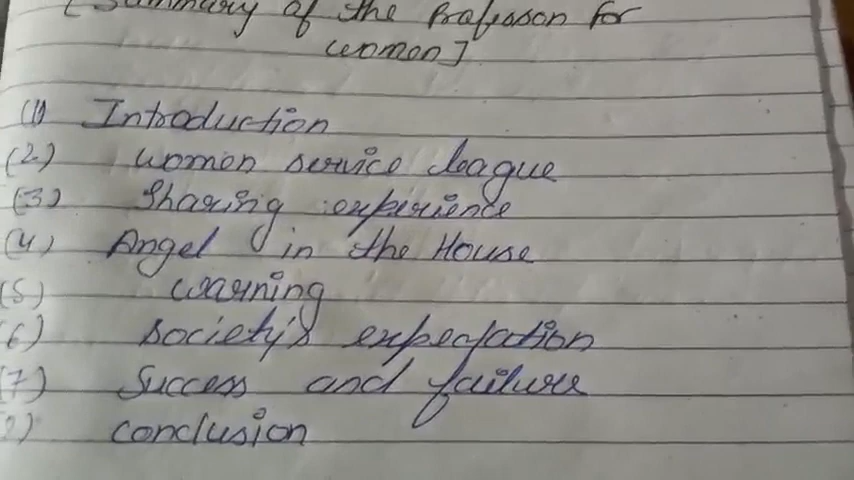 [Summary of the Profession for
women]
(1) Introduction
(2) women service league
(3) Sharing experience
(4) Angel in the House
(5) warning
(6) society's expectation
(7) Success and failure
(8) conclusion